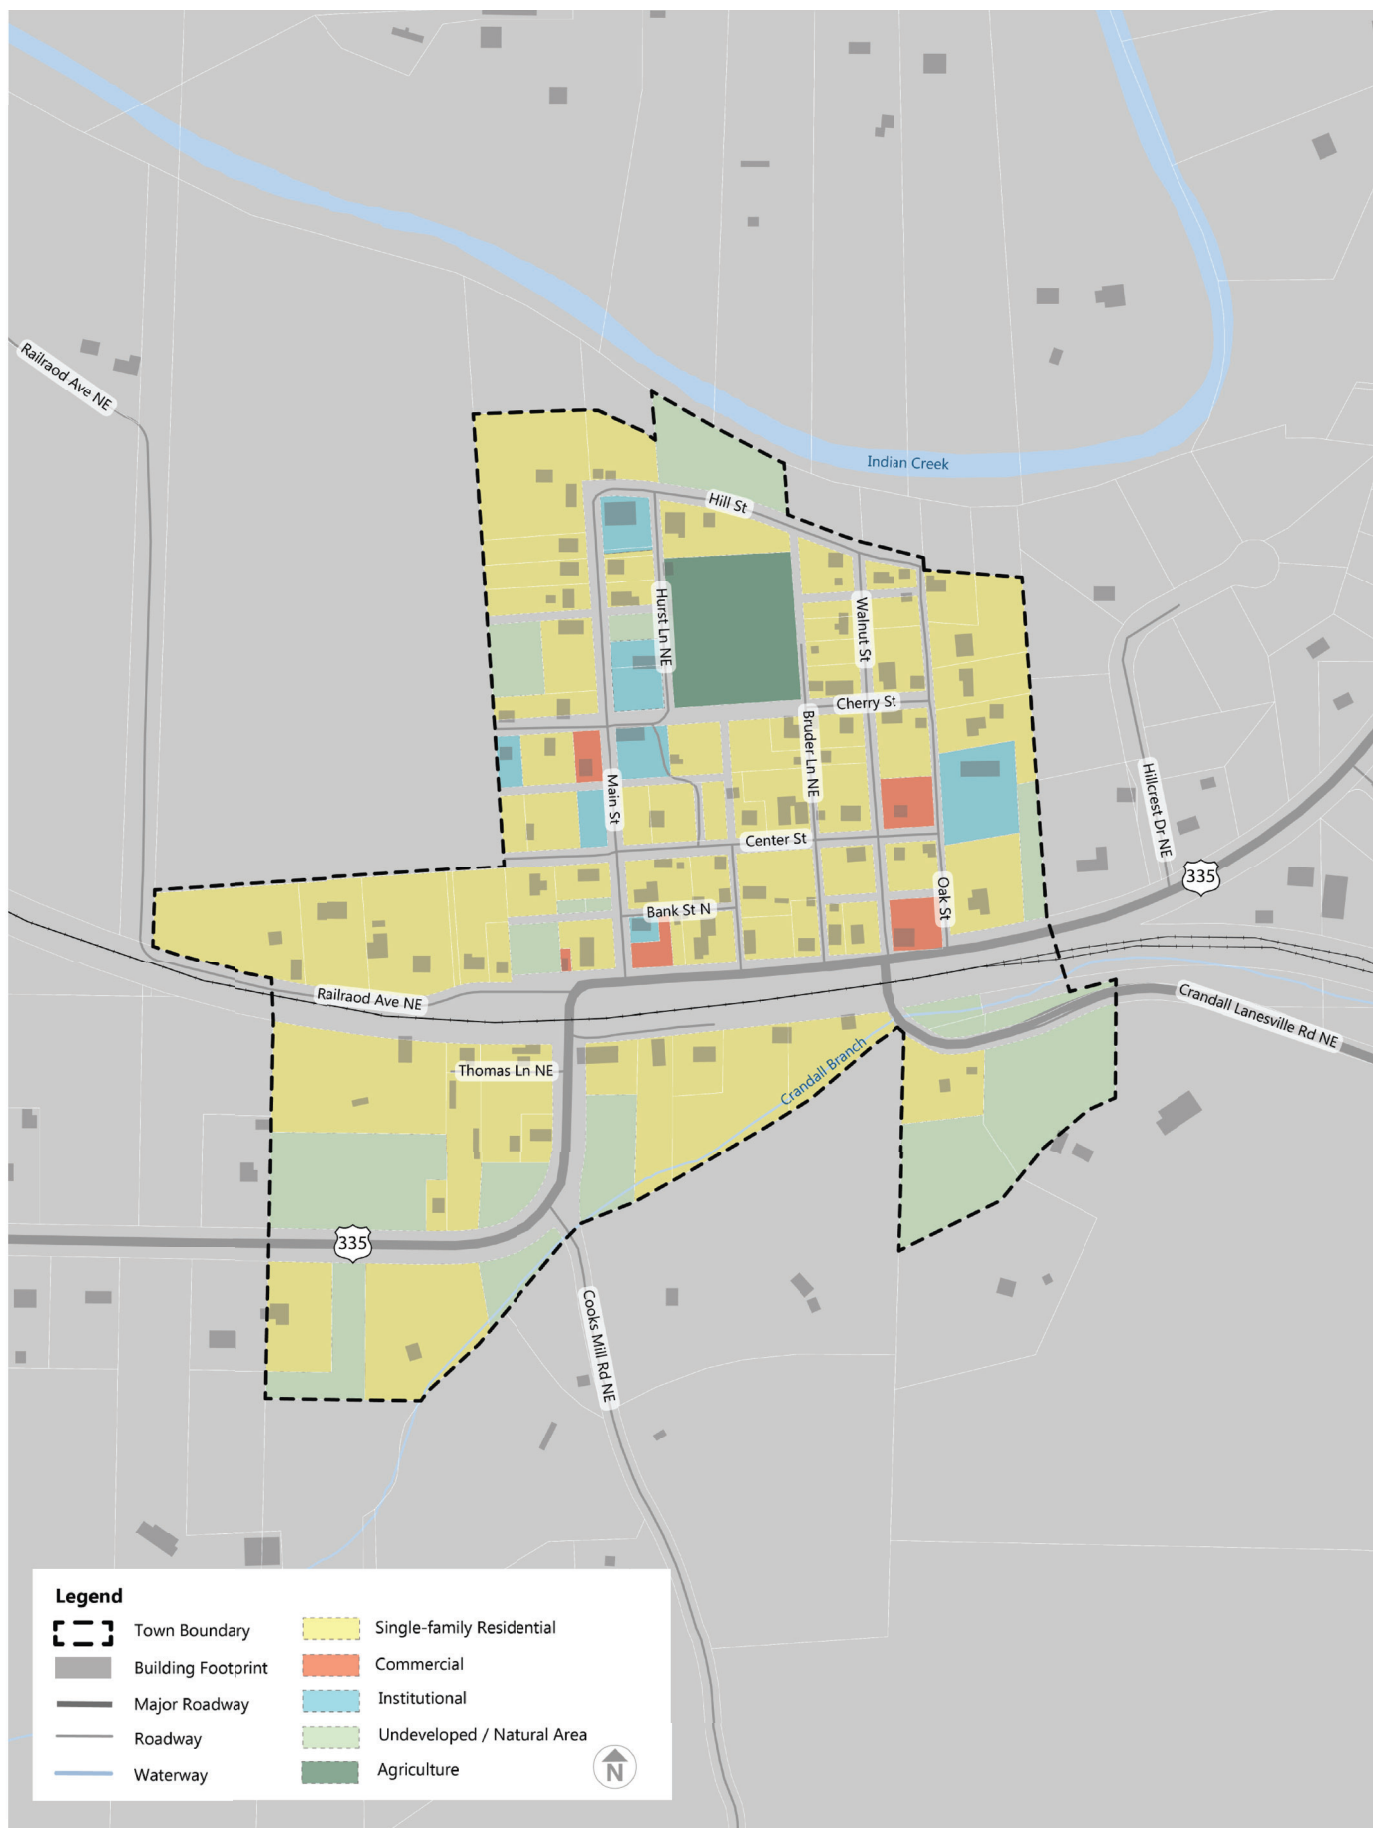 Railraod Ave NE
Indian Creek
Hill St
Hurst Ln NE
Walnut St
Cherry St
Bruder Ln NE
Main St
Hillcrest Dr NE
Center St
335
Oak St
Bank St N
Railraod Ave NE
Crandall Lanesville Rd NE
Thomas Ln NE
Crandall Branch
335
Cooks Mill Rd NE
Legend
Town Boundary
Building Footprint
Major Roadway
Roadway
Waterway
Single-family Residential
Commercial
Institutional
Undeveloped / Natural Area
Agriculture
N